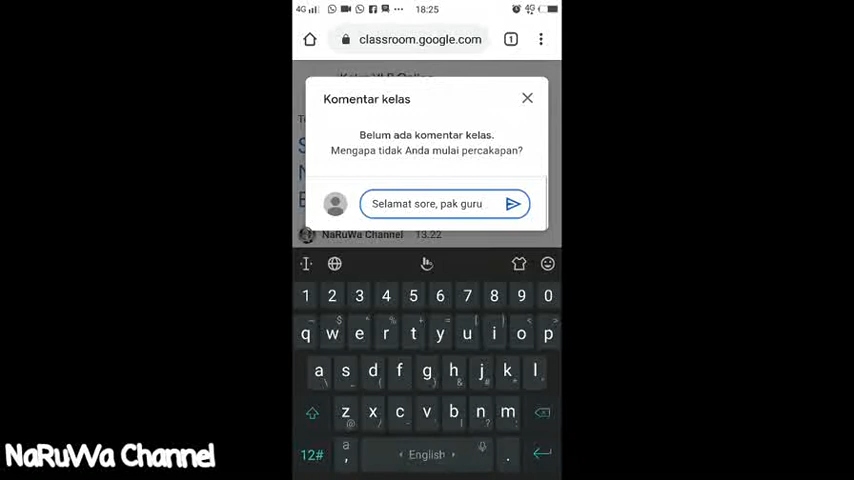 4G 18:25 4G
classroom.google.com 1
Komentar kelas
Belum ada komentar kelas.
Mengapa tidak Anda mulai percakapan?
Selamat sore, pak guru
NaRuWa Channel 13.22
1 2 3 4 5 6 7 8 9 0
q w e r t y u i o p
a s d f g h j k l
z x c v b n m
12# , English .
NaRuWa Channel